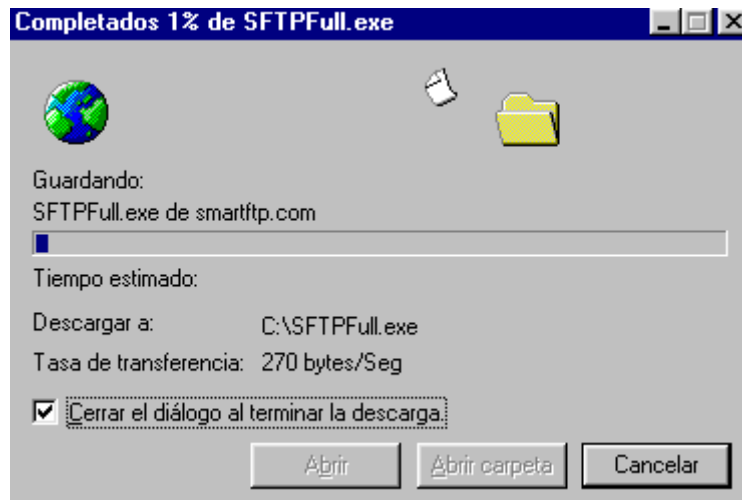 Completados 1% de SFTPFull.exe
Guardando:
SFTPFull.exe de smartftp.com
Tiempo estimado:
Descargar a: C:\SFTPFull.exe
Tasa de transferencia: 270 bytes/Seg
Cerrar el diálogo al terminar la descarga.
Abrir Abrir carpeta Cancelar